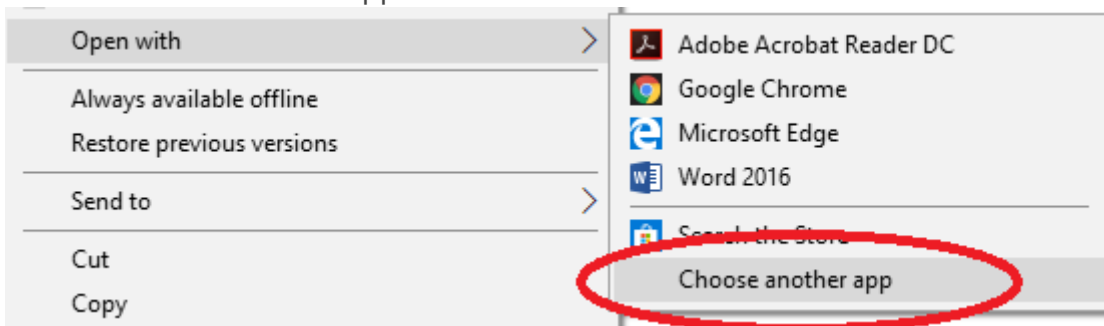 Open with
Always available offline
Restore previous versions
Send to
Cut
Copy
Adobe Acrobat Reader DC
Google Chrome
Microsoft Edge
Word 2016
Search the Store
Choose another app